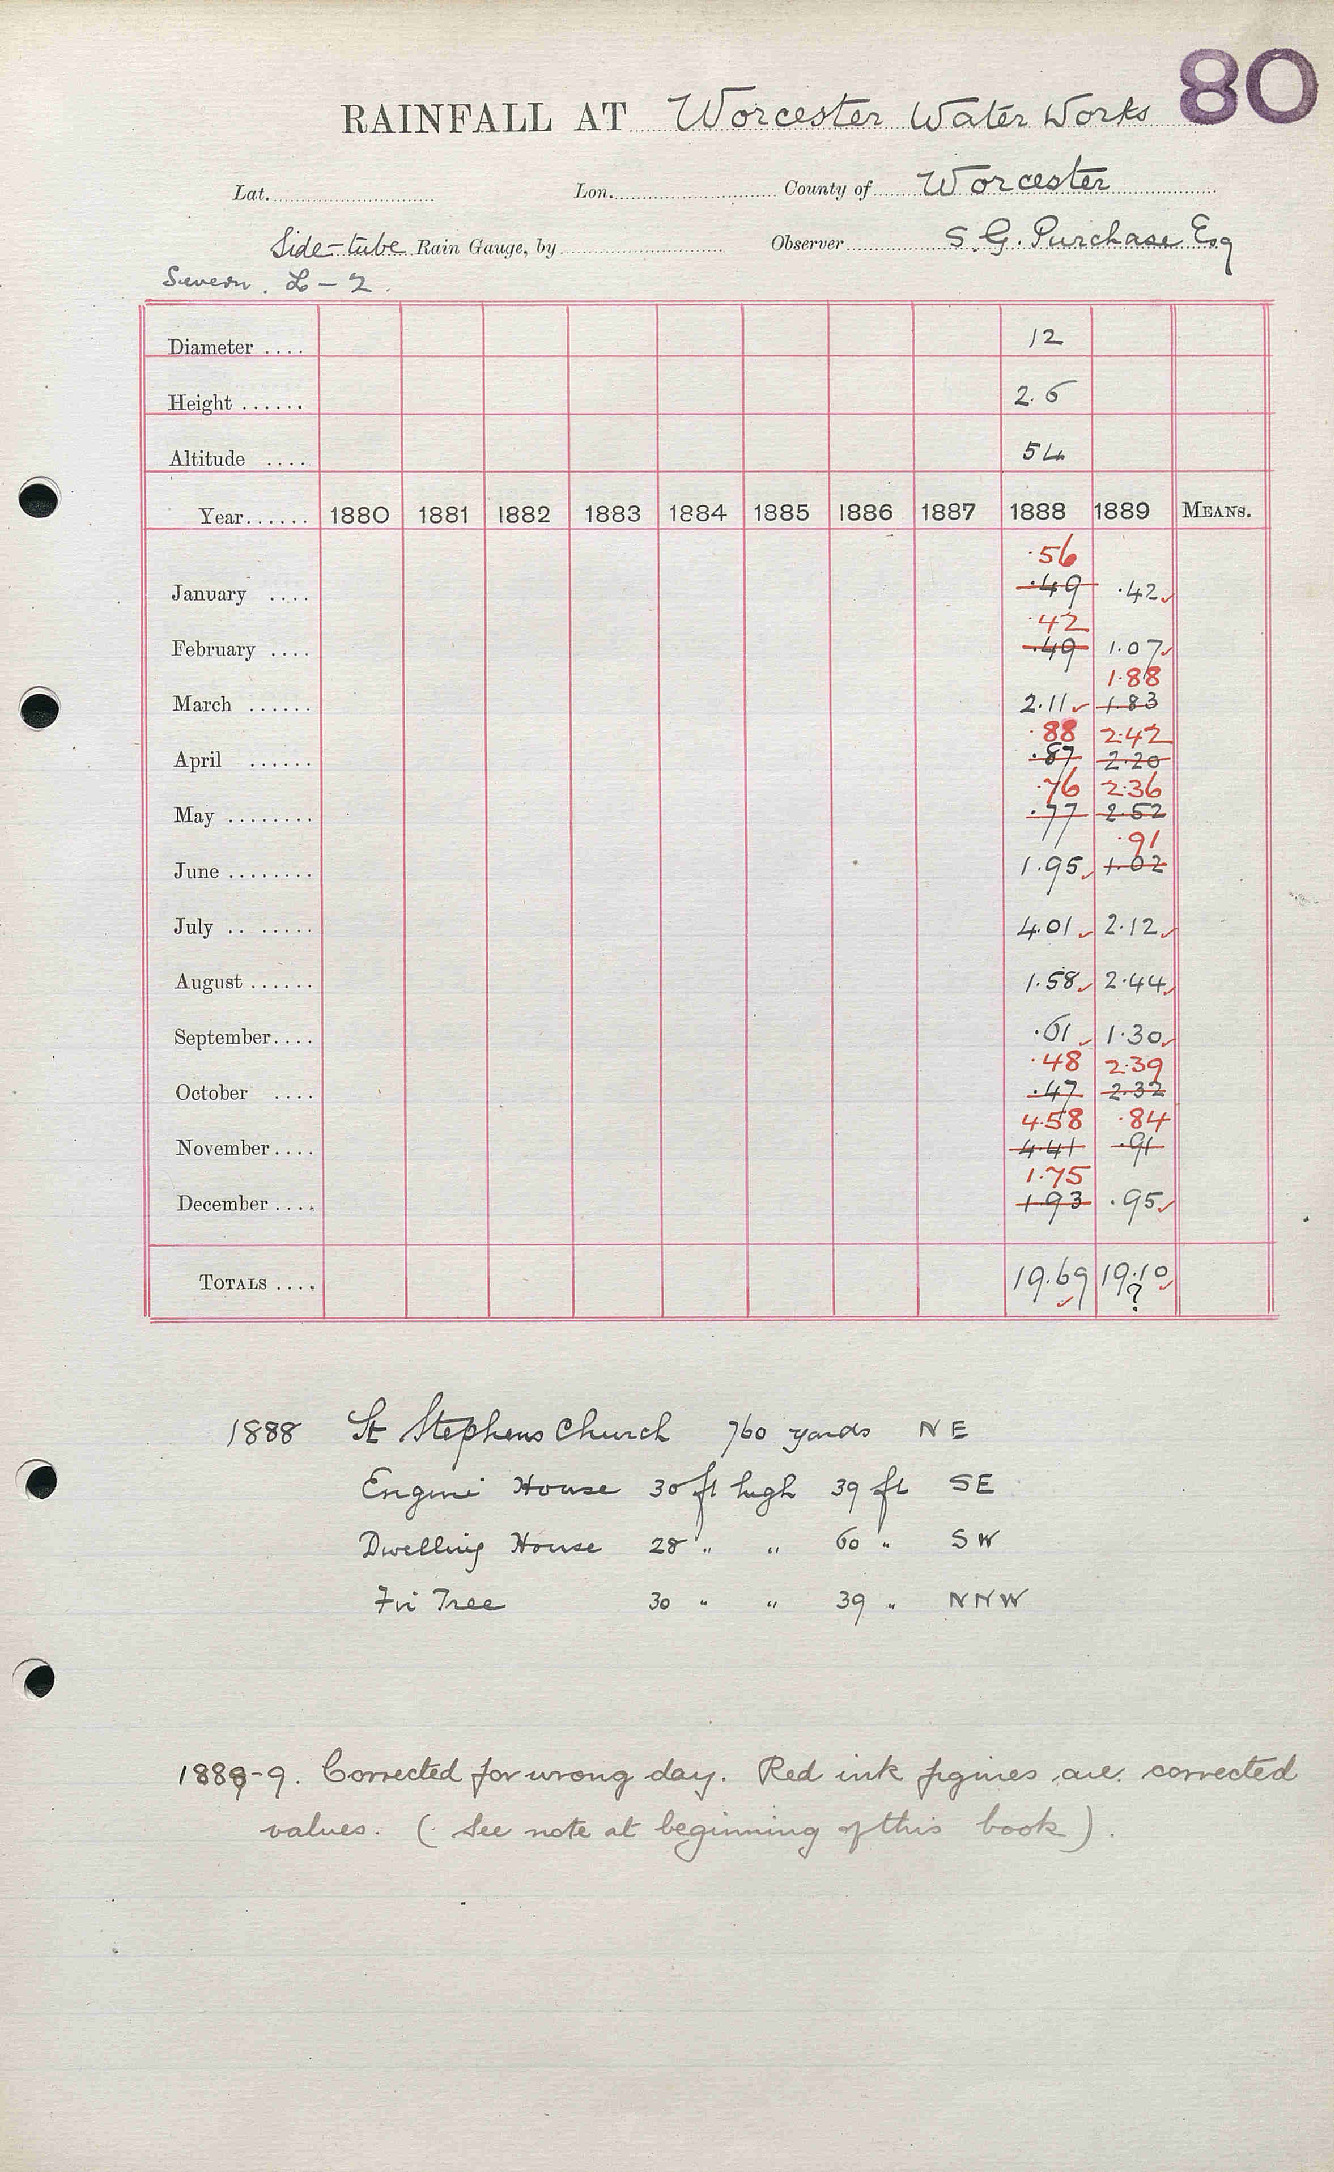 80
RAINFALL AT Worcester Water Works
Lat. Lon. County of Worcester
Side-tube Rain Gauge, by Observer S. G. Purchase Esq
Severn. L – 2.
Diameter .... 12
Height ...... 2.6
Altitude .... 54
Year...... 1880 1881 1882 1883 1884 1885 1886 1887 1888 1889 MEANS.
.56
January .... .49 .42
.42
February .... .49 1.07
1.88
March ...... 2.11 1.83
.88 2.42
April ...... .87 2.20
.76 2.36
May ........ .77 2.52
.91
June ........ 1.95 1.02
July .. ..... 4.01 2.12
August ...... 1.58 2.44
September.... .61 1.30
.48 2.39
October .... .47 2.32
4.58 .84
November.... 4.41 .91
1.75
December .... 1.93 .95
TOTALS .... 19.69 19.10
?
1888 St Stephens Church 760 yards NE
Engine House 30 ft high 39 ft SE
Dwelling House 28 " " 60 " SW
Fir Tree 30 " " 39 " NNW
1888-9. Corrected for wrong day. Red ink figures are corrected
values. (See note at beginning of this book).